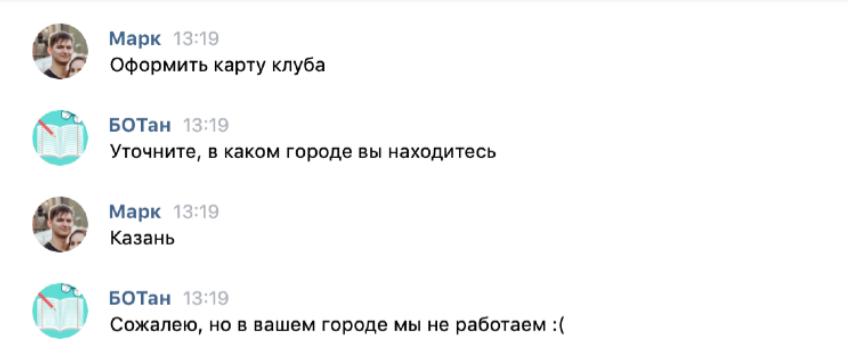 Марк 13:19
Оформить карту клуба
БОТан 13:19
Уточните, в каком городе вы находитесь
Марк 13:19
Казань
БОТан 13:19
Сожалею, но в вашем городе мы не работаем :(